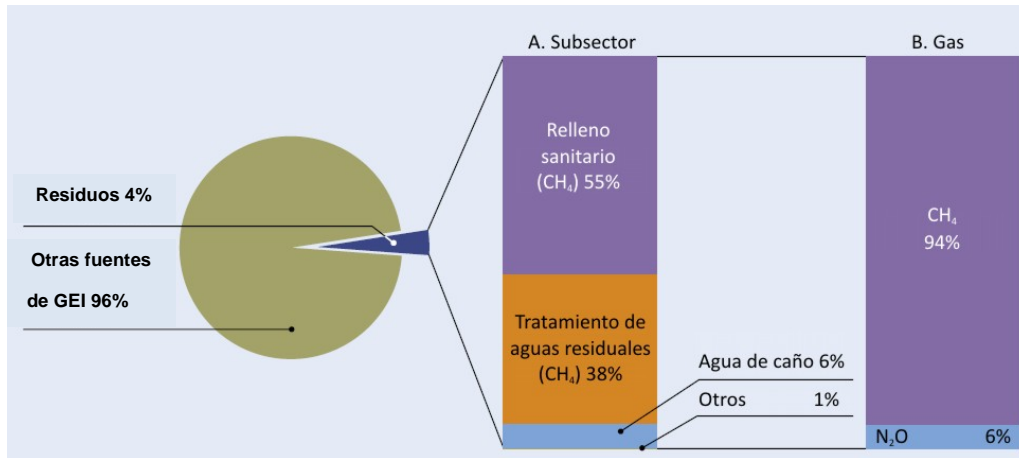 A. Subsector
B. Gas
Relleno
sanitario
(CH₄) 55%
Residuos 4%
CH₄
94%
Otras fuentes
de GEI 96%
Tratamiento de
aguas residuales
(CH₄) 38%
Agua de caño 6%
Otros 1%
N₂O 6%